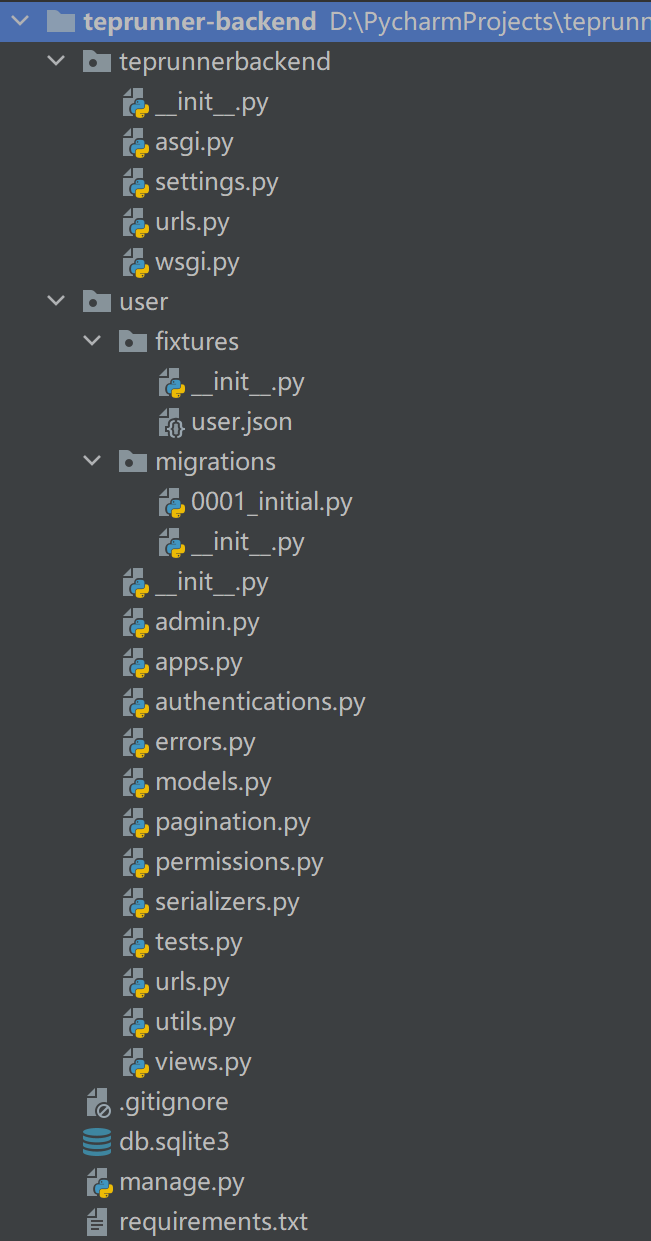 teprunner-backend D:\PycharmProjects\teprunn
teprunnerbackend
__init__.py
asgi.py
settings.py
urls.py
wsgi.py
user
fixtures
__init__.py
user.json
migrations
0001_initial.py
__init__.py
__init__.py
admin.py
apps.py
authentications.py
errors.py
models.py
pagination.py
permissions.py
serializers.py
tests.py
urls.py
utils.py
views.py
.gitignore
db.sqlite3
manage.py
requirements.txt